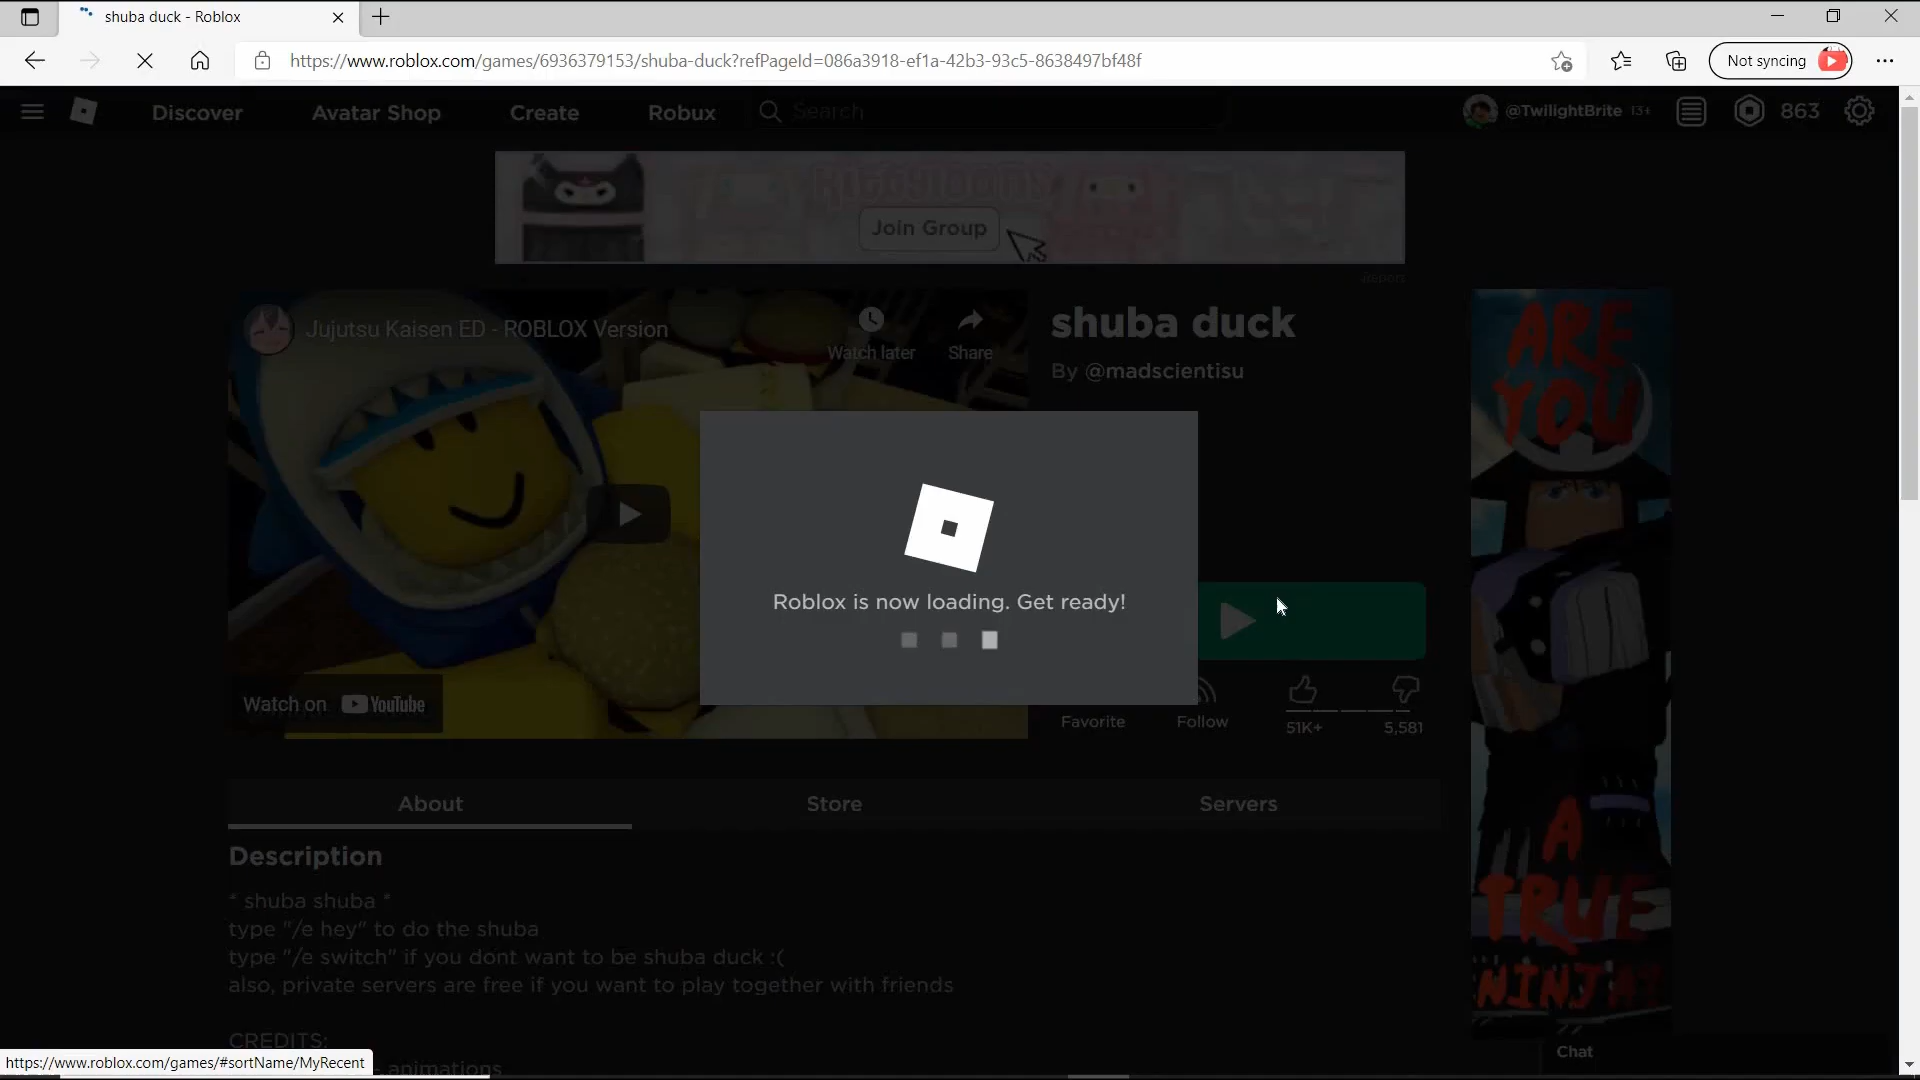 shuba duck - Roblox
https://www.roblox.com/games/6936379153/shuba-duck?refPageId=086a3918-ef1a-42b3-93c5-8638497bf48f
Not syncing
Discover
Avatar Shop
Create
Robux
Search
@TwilightBrite 13+
863
Join Group
Report
Jujutsu Kaisen ED - ROBLOX Version
Watch later
Share
shuba duck
By @madscientisu
Roblox is now loading. Get ready!
Watch on YouTube
Favorite
Follow
51K+
5,581
ARE
YOU
A
TRUE
NINJA?
About
Store
Servers
Description
* shuba shuba *
type "/e hey" to do the shuba
type "/e switch" if you dont want to be shuba duck :(
also, private servers are free if you want to play together with friends
CREDITS:
- animations
Chat
https://www.roblox.com/games/#sortName/MyRecent